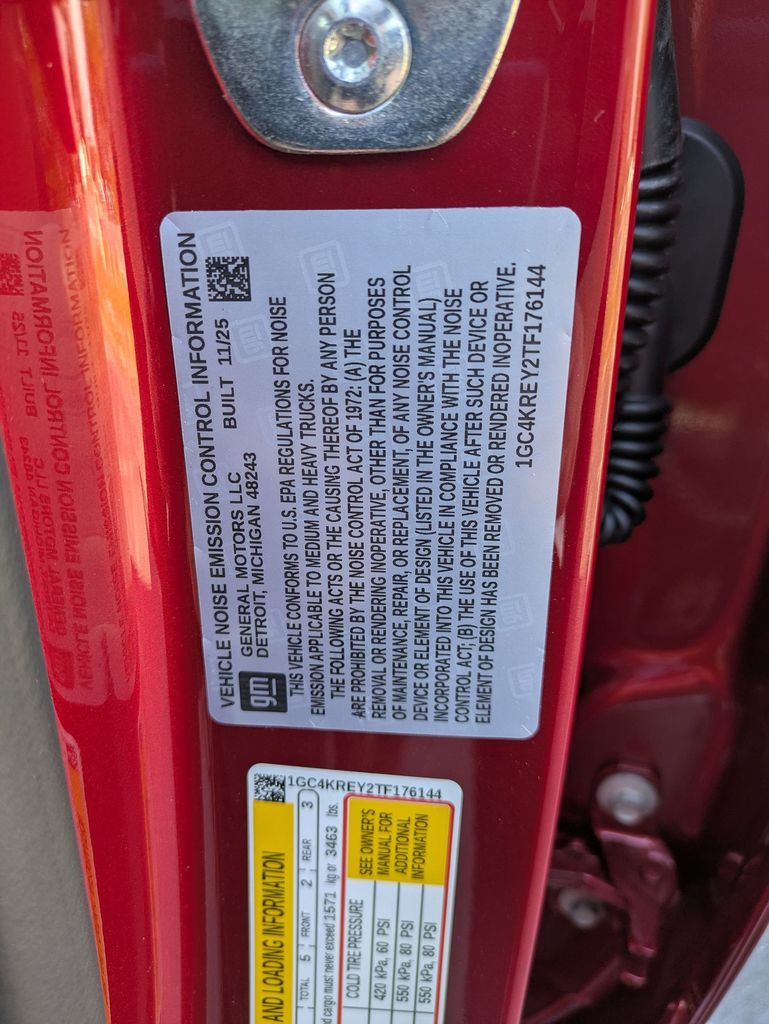 VEHICLE NOISE EMISSION CONTROL INFORMATION
gm
GENERAL MOTORS LLC
DETROIT, MICHIGAN 48243 BUILT 11/25
THIS VEHICLE CONFORMS TO U.S. EPA REGULATIONS FOR NOISE
EMISSION APPLICABLE TO MEDIUM AND HEAVY TRUCKS.
THE FOLLOWING ACTS OR THE CAUSING THEREOF BY ANY PERSON
ARE PROHIBITED BY THE NOISE CONTROL ACT OF 1972: (A) THE
REMOVAL OR RENDERING INOPERATIVE, OTHER THAN FOR PURPOSES
OF MAINTENANCE, REPAIR, OR REPLACEMENT, OF ANY NOISE CONTROL
DEVICE OR ELEMENT OF DESIGN (LISTED IN THE OWNER'S MANUAL)
INCORPORATED INTO THIS VEHICLE IN COMPLIANCE WITH THE NOISE
CONTROL ACT; (B) THE USE OF THIS VEHICLE AFTER SUCH DEVICE OR
ELEMENT OF DESIGN HAS BEEN REMOVED OR RENDERED INOPERATIVE.
1GC4KREY2TF176144
1GC4KREY2TF176144
AND LOADING INFORMATION
TOTAL 5 FRONT 2 REAR 3
d cargo must never exceed 1571 kg or 3463 lbs.
COLD TIRE PRESSURE
420 kPa, 60 PSI
550 kPa, 80 PSI
550 kPa, 80 PSI
SEE OWNER'S
MANUAL FOR
ADDITIONAL
INFORMATION